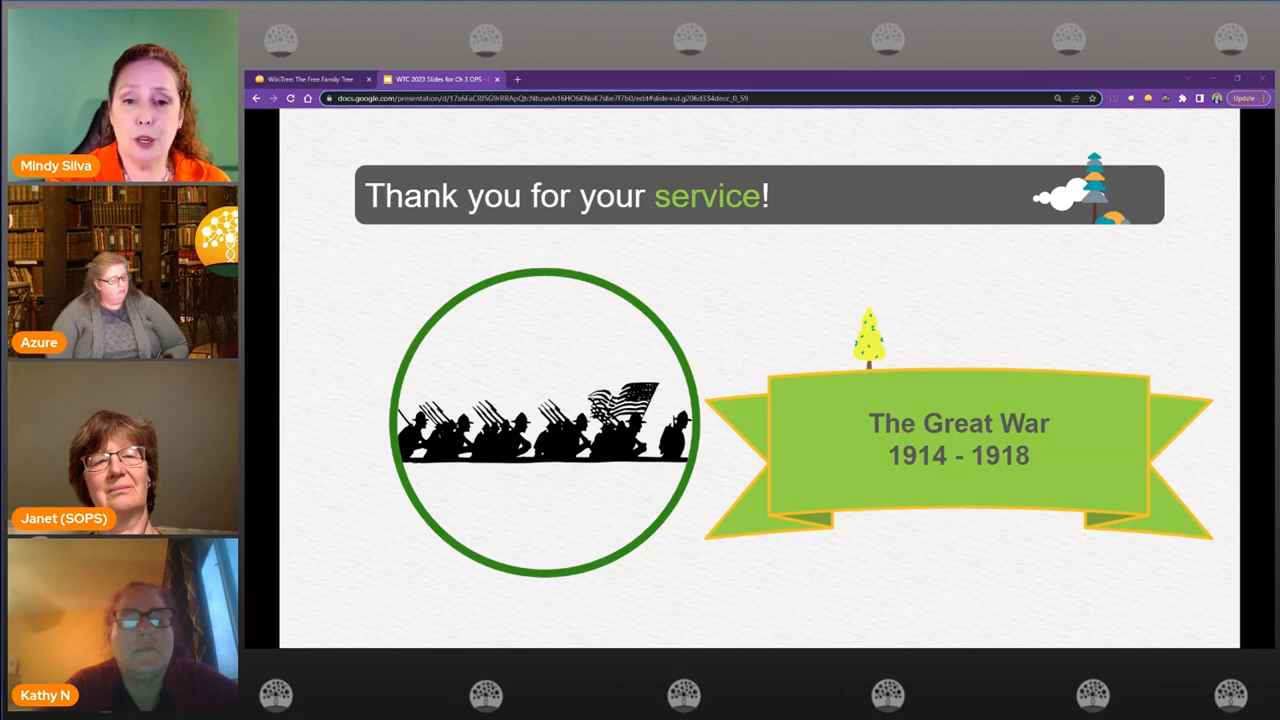 Mindy Silva
Azure
Janet (SOPS)
Kathy N
WikiTree: The Free Family Tree
WTC 2023 Slides for Ch 3 OPS -
Update
Thank you for your service!
The Great War
1914 - 1918